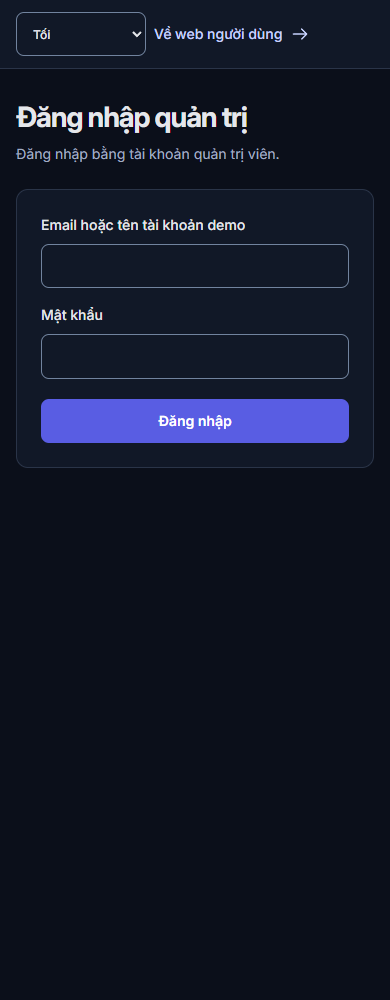 Tối
Về web người dùng →
Đăng nhập quản trị
Đăng nhập bằng tài khoản quản trị viên.
Email hoặc tên tài khoản demo
Mật khẩu
Đăng nhập